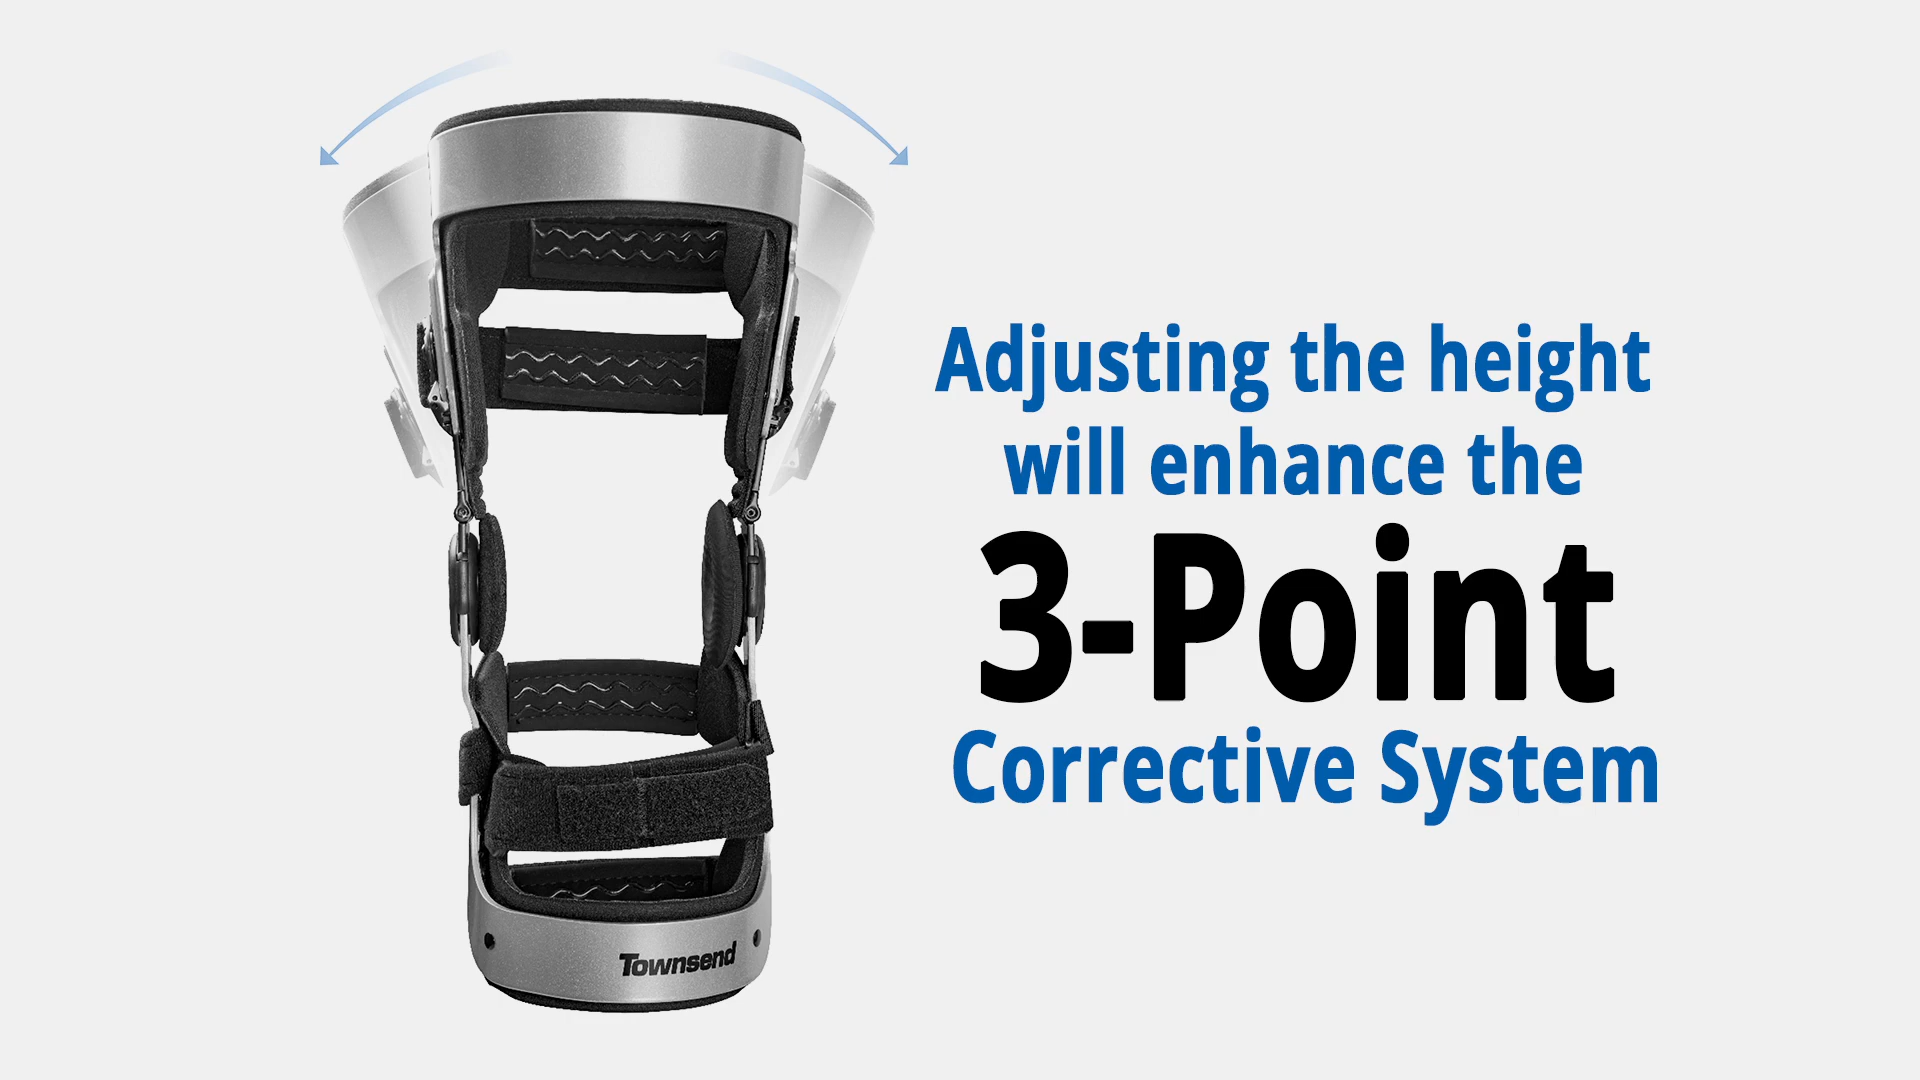 Adjusting the height
will enhance the
3-Point
Corrective System
Townsend